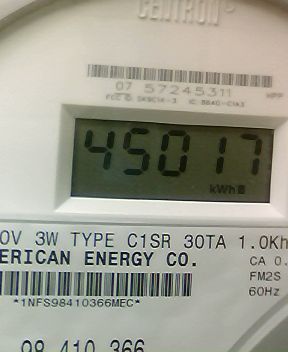 CENTRON®
07 57245311
45017
kWh
0V 3W TYPE C1SR 30TA 1.0Kh
ERICAN ENERGY CO.
CA 0.
FM2S
60Hz
*1NFS98410366MEC*
98 410 366